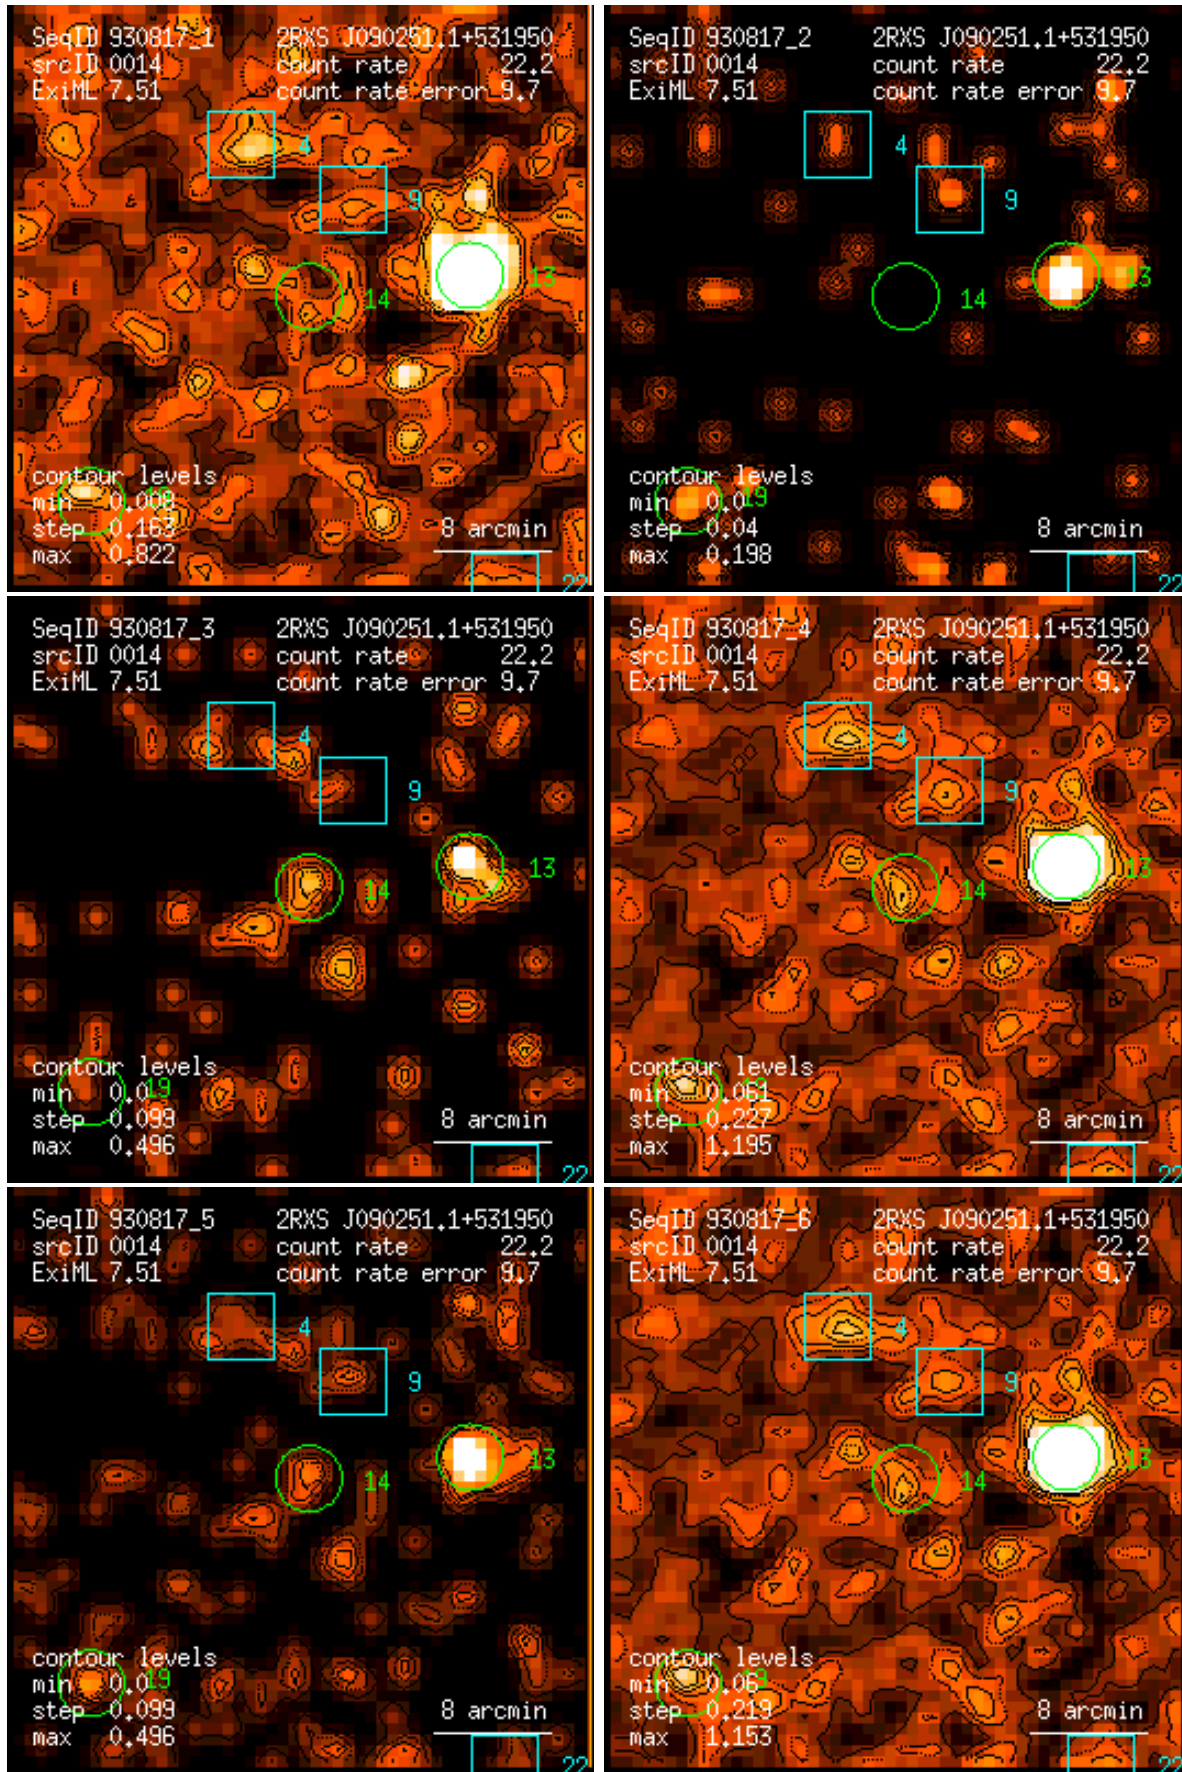 SeqID 930817_1 2RXS J090251.1+531950
srcID 0014 count rate 22.2
ExiML 7.51 count rate error 9.7
4
9
13
14
contour levels
min 0.008 19
step 0.163
max 0.822
8 arcmin
22
SeqID 930817_2 2RXS J090251.1+531950
srcID 0014 count rate 22.2
ExiML 7.51 count rate error 9.7
4
9
13
14
contour levels
min 0.0 19
step 0.04
max 0.198
8 arcmin
22
SeqID 930817_3 2RXS J090251.1+531950
srcID 0014 count rate 22.2
ExiML 7.51 count rate error 9.7
4
9
13
14
contour levels
min 0.0 19
step 0.099
max 0.496
8 arcmin
22
SeqID 930817_4 2RXS J090251.1+531950
srcID 0014 count rate 22.2
ExiML 7.51 count rate error 9.7
4
9
13
14
contour levels
min 0.061 19
step 0.227
max 1.195
8 arcmin
22
SeqID 930817_5 2RXS J090251.1+531950
srcID 0014 count rate 22.2
ExiML 7.51 count rate error 9.7
4
9
13
14
contour levels
min 0.0 19
step 0.099
max 0.496
8 arcmin
22
SeqID 930817_6 2RXS J090251.1+531950
srcID 0014 count rate 22.2
ExiML 7.51 count rate error 9.7
4
9
13
14
contour levels
min 0.06 19
step 0.219
max 1.153
8 arcmin
22